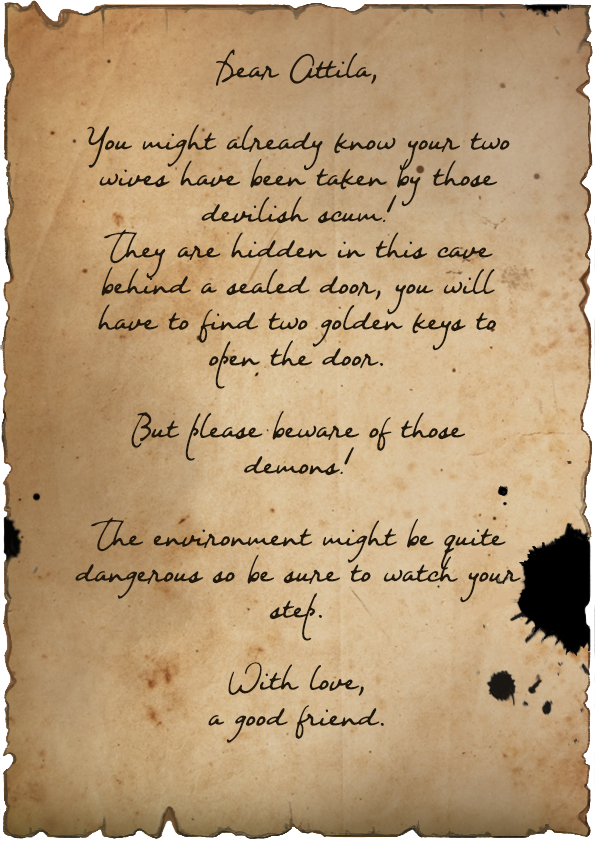 Dear Attila,
You might already know your two
wives have been taken by those
devilish scum!
They are hidden in this cave
behind a sealed door, you will
have to find two golden keys to
open the door.
But please beware of those
demons!
The environment might be quite
dangerous so be sure to watch your
step.
With love,
a good friend.